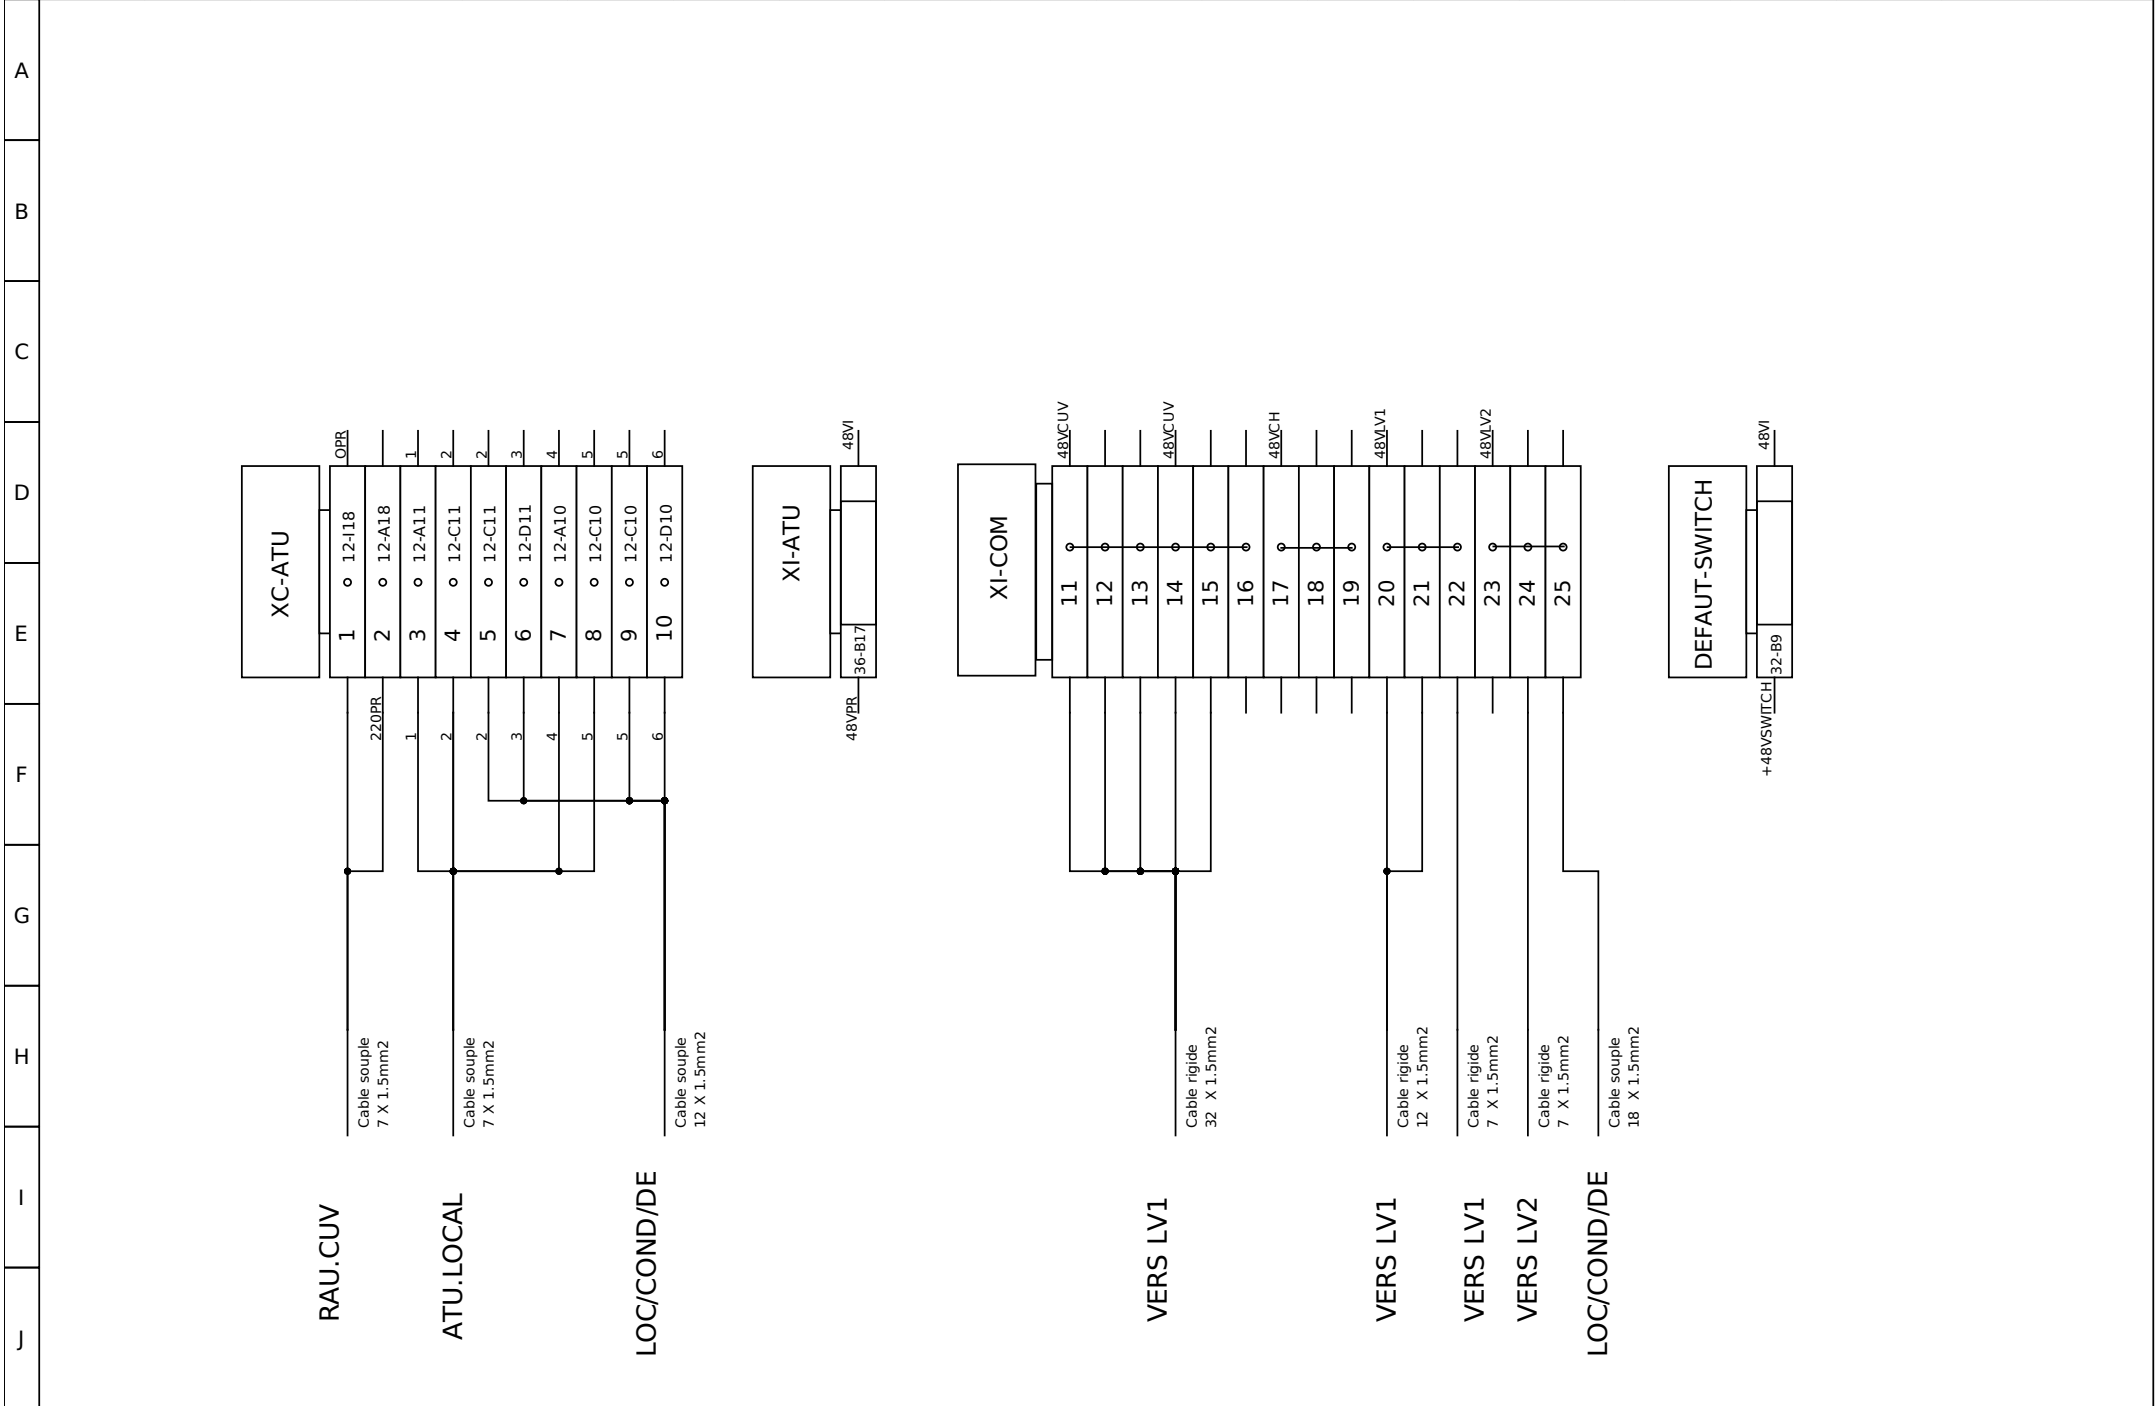 A
B
C
D
E
F
G
H
I
J
XC-ATU
OPR
1
2
2
3
4
5
5
6
12-I18
12-A18
12-A11
12-C11
12-C11
12-D11
12-A10
12-C10
12-C10
12-D10
1
2
3
4
5
6
7
8
9
10
220PR
1
2
2
3
4
5
5
6
Cable souple
7 X 1.5mm2
Cable souple
7 X 1.5mm2
Cable souple
12 X 1.5mm2
RAU.CUV
ATU.LOCAL
LOC/COND/DE
XI-ATU
48VI
36-B17
48VPR
XI-COM
48VCUV
48VCUV
48VCH
48VLV1
48VLV2
11
12
13
14
15
16
17
18
19
20
21
22
23
24
25
Cable rigide
32 X 1.5mm2
Cable rigide
12 X 1.5mm2
Cable rigide
7 X 1.5mm2
Cable rigide
7 X 1.5mm2
Cable souple
18 X 1.5mm2
VERS LV1
VERS LV1
VERS LV1
VERS LV2
LOC/COND/DE
DEFAUT-SWITCH
48VI
32-B9
+48VSWITCH